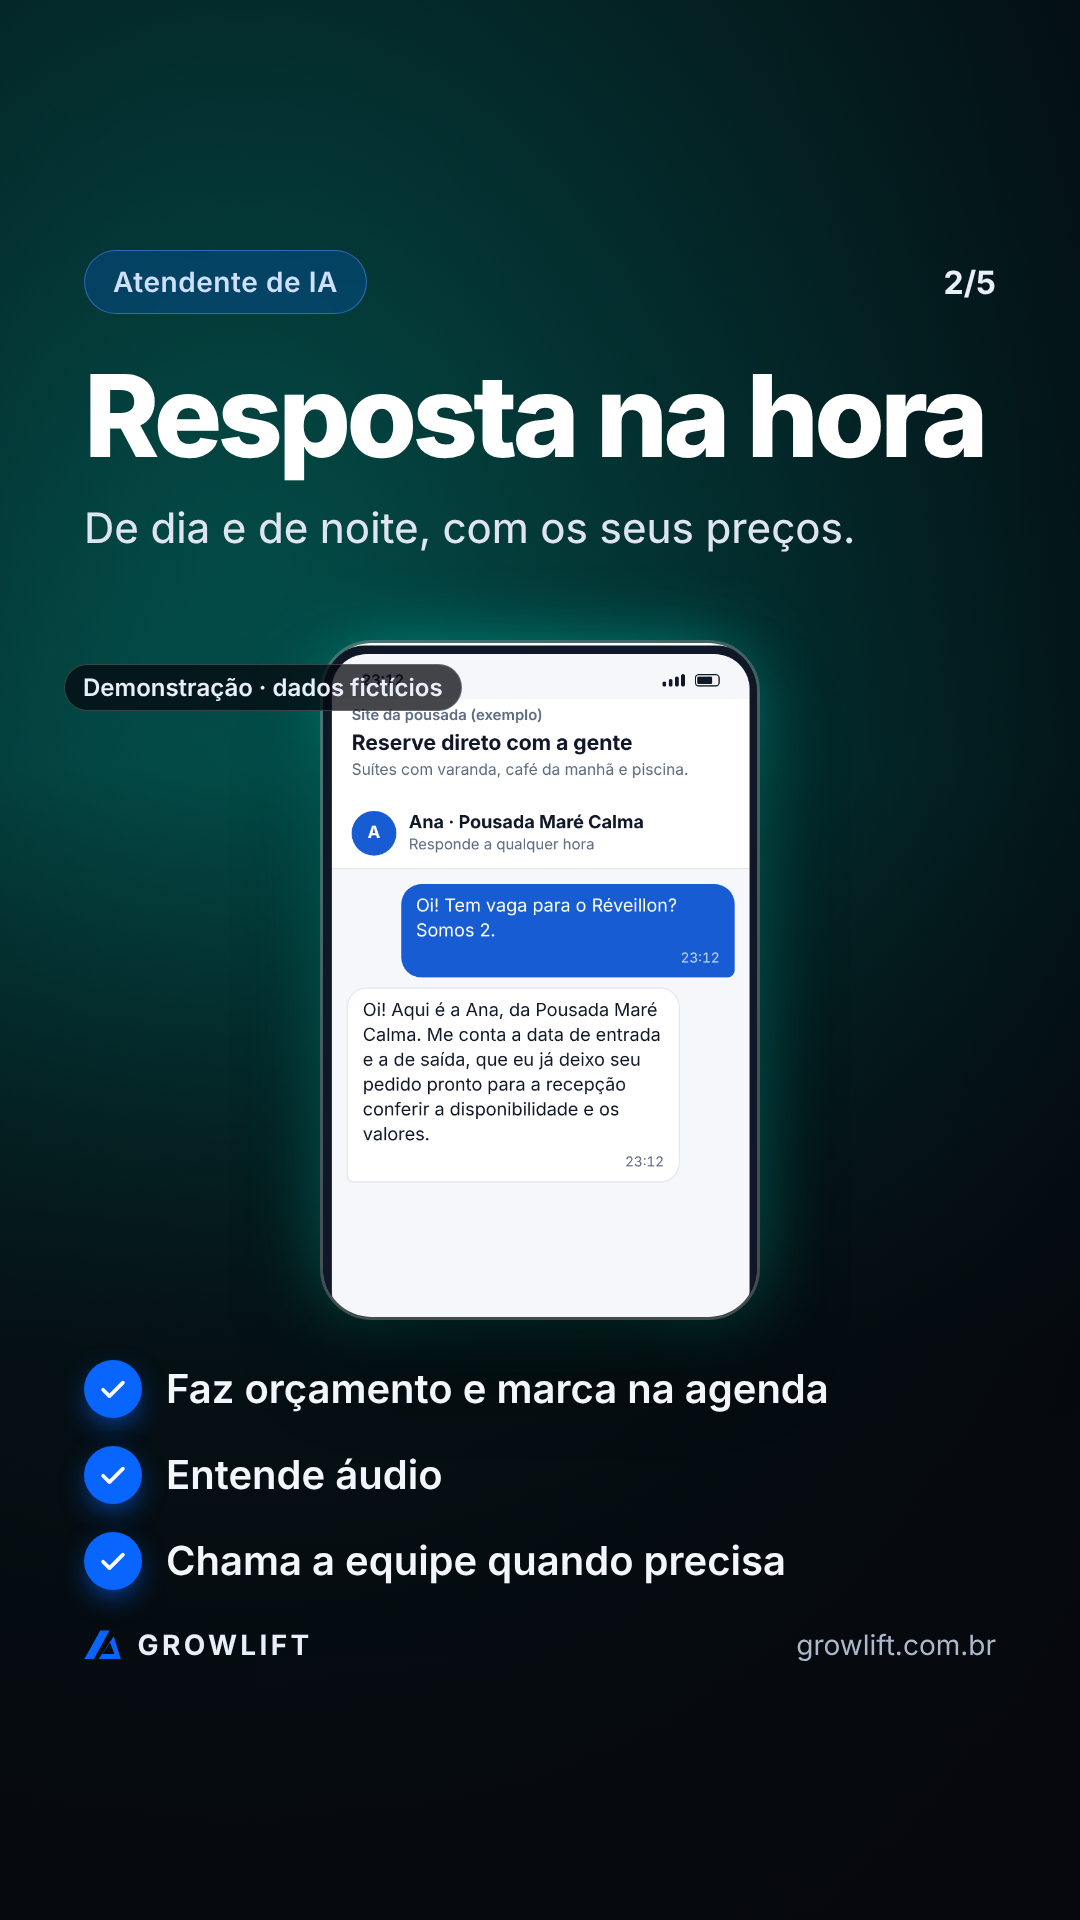 Atendente de IA
2/5
Resposta na hora
De dia e de noite, com os seus preços.
Demonstração · dados fictícios
23:12
Site da pousada (exemplo)
Reserve direto com a gente
Suítes com varanda, café da manhã e piscina.
A
Ana · Pousada Maré Calma
Responde a qualquer hora
Oi! Tem vaga para o Réveillon?
Somos 2.
23:12
Oi! Aqui é a Ana, da Pousada Maré
Calma. Me conta a data de entrada
e a de saída, que eu já deixo seu
pedido pronto para a recepção
conferir a disponibilidade e os
valores.
23:12
Faz orçamento e marca na agenda
Entende áudio
Chama a equipe quando precisa
GROWLIFT
growlift.com.br